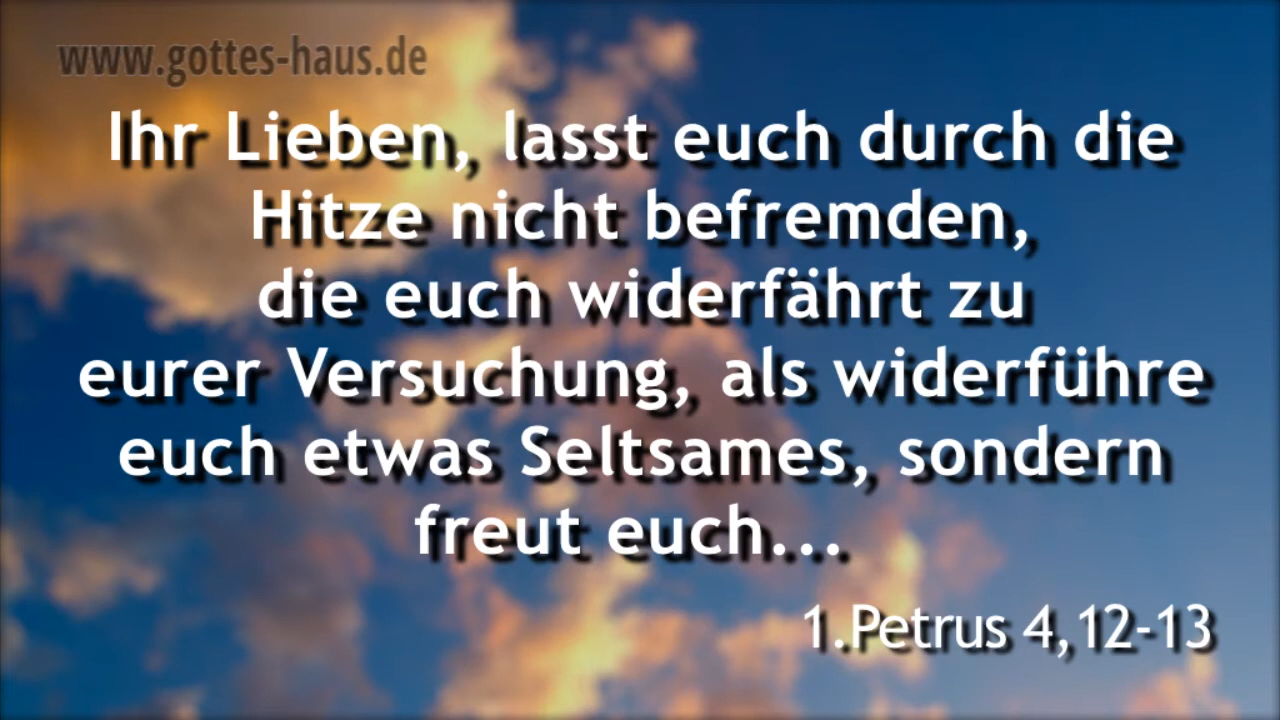 www.gottes-haus.de
Ihr Lieben, lasst euch durch die
Hitze nicht befremden,
die euch widerfährt zu
eurer Versuchung, als widerführe
euch etwas Seltsames, sondern
freut euch...
1.Petrus 4,12-13